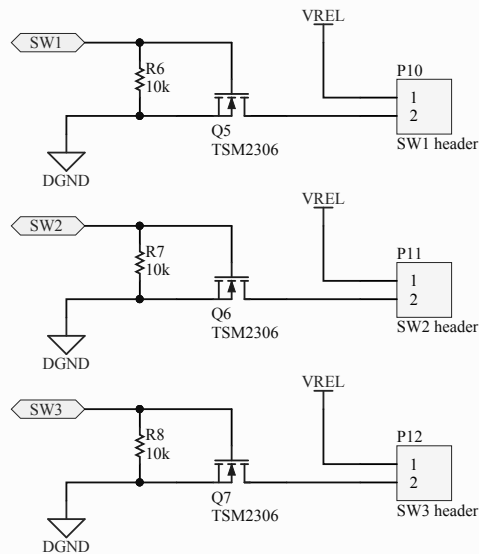 VREL
SW1
R6
10k
P10
1
2
Q5
TSM2306
SW1 header
DGND
VREL
SW2
R7
10k
P11
1
2
Q6
TSM2306
SW2 header
DGND
VREL
SW3
R8
10k
P12
1
2
Q7
TSM2306
SW3 header
DGND